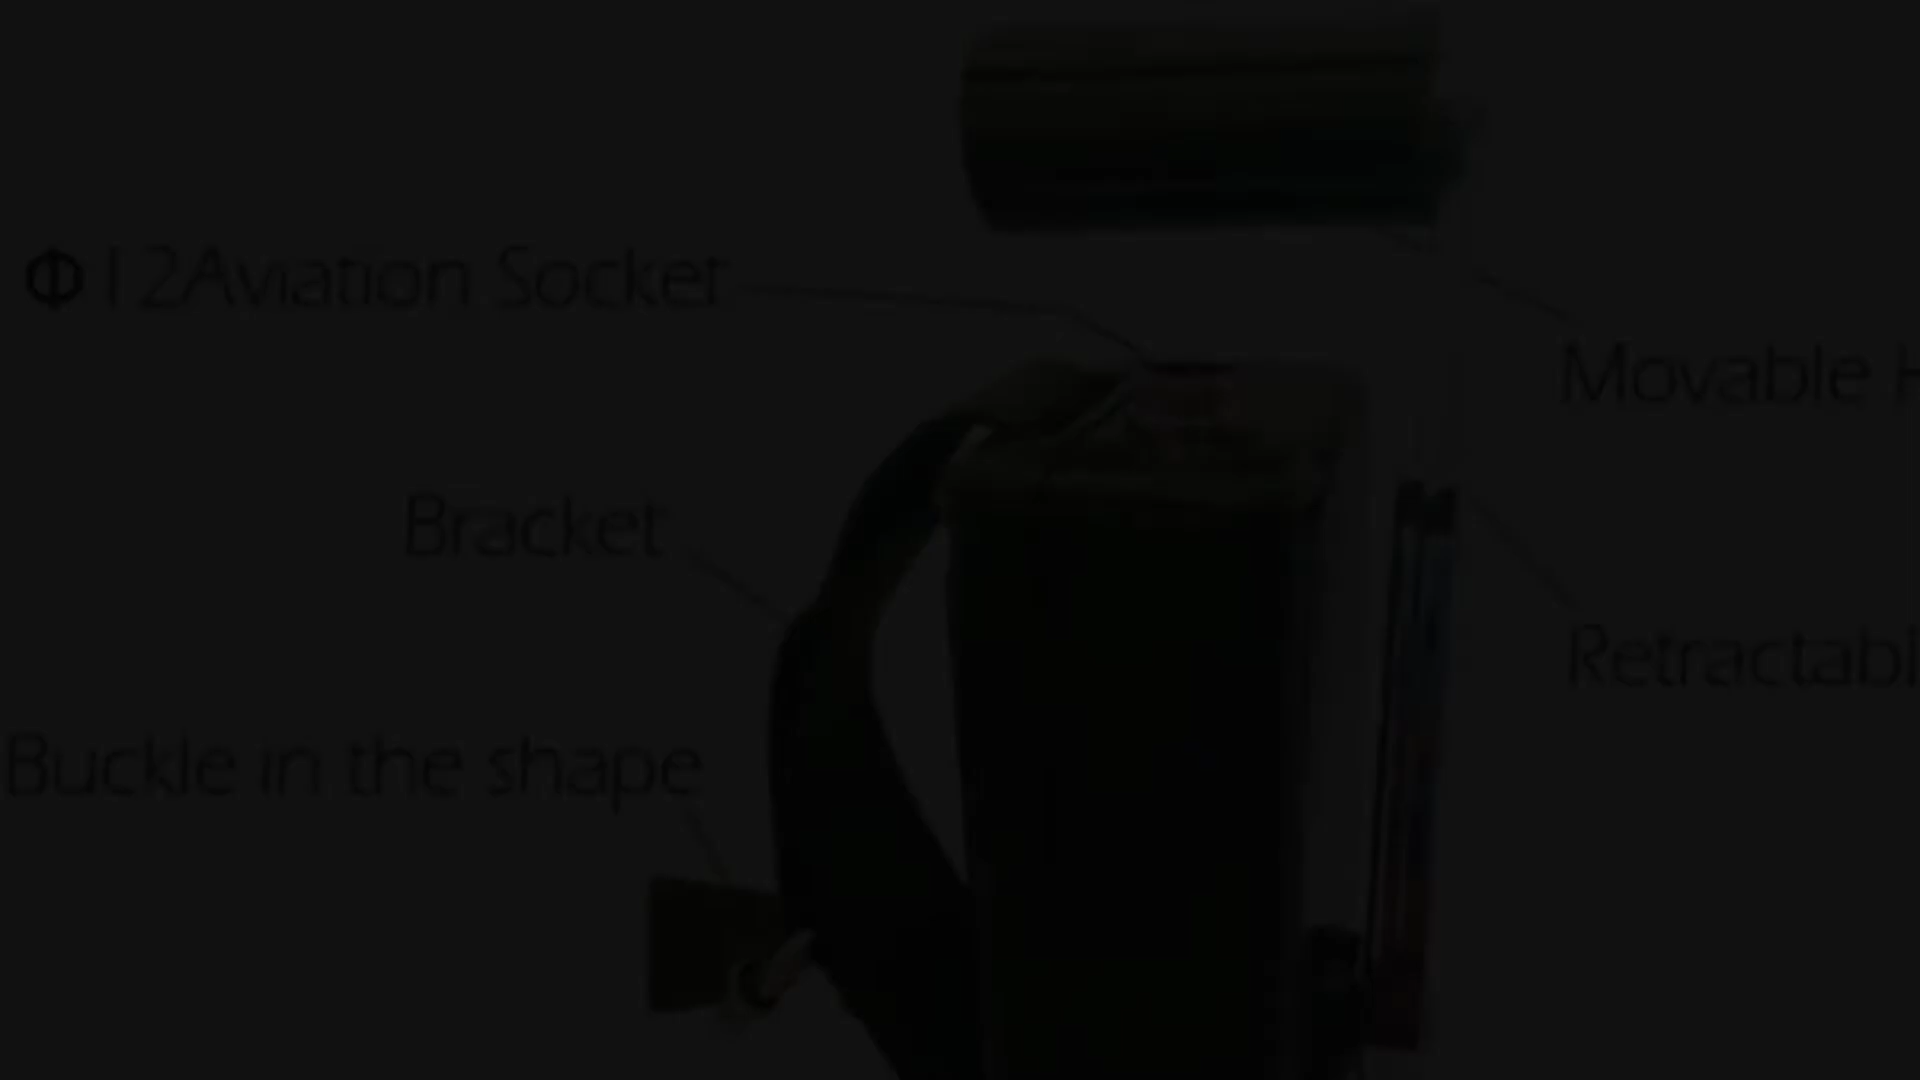 Φ12Aviation Socket
Movable H
Bracket
Retractabl
Buckle in the shape